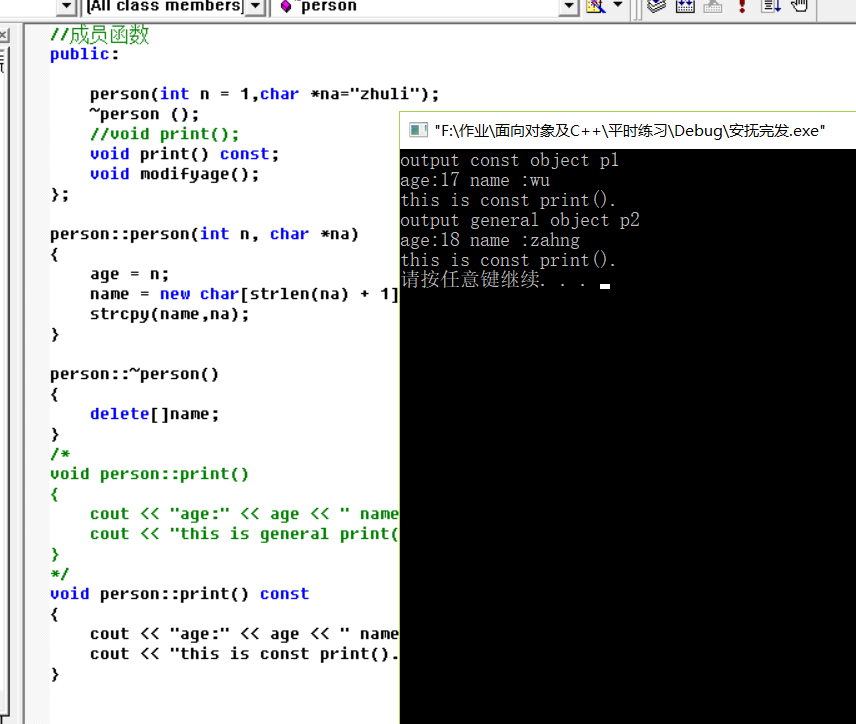 [All class members]
~person
//成员函数
public:
person(int n = 1,char *na="zhuli");
~person ();
//void print();
void print() const;
void modifyage();
};
person::person(int n, char *na)
{
age = n;
name = new char[strlen(na) + 1]
strcpy(name,na);
}
person::~person()
{
delete[]name;
}
/*
void person::print()
{
cout << "age:" << age << " name
cout << "this is general print(
}
*/
void person::print() const
{
cout << "age:" << age << " name
cout << "this is const print().
}
"F:\作业\面向对象及C++\平时练习\Debug\安抚完发.exe"
output const object p1
age:17 name :wu
this is const print().
output general object p2
age:18 name :zahng
this is const print().
请按任意键继续. . .